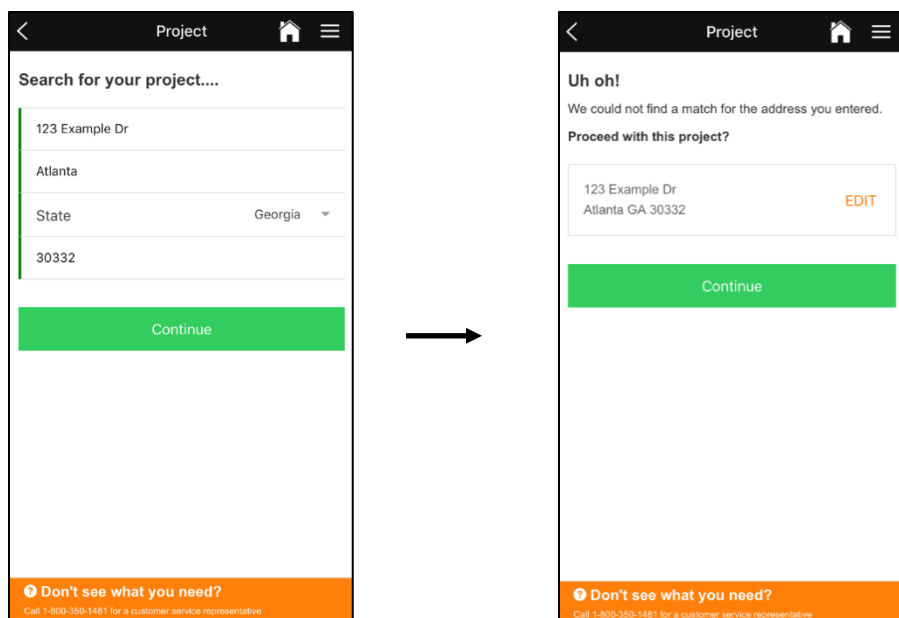 Project
Search for your project....
123 Example Dr
Atlanta
State Georgia
30332
Continue
Don't see what you need?
Call 1-800-350-1481 for a customer service representative
Project
Uh oh!
We could not find a match for the address you entered.
Proceed with this project?
123 Example Dr
Atlanta GA 30332
EDIT
Continue
Don't see what you need?
Call 1-800-350-1481 for a customer service representative